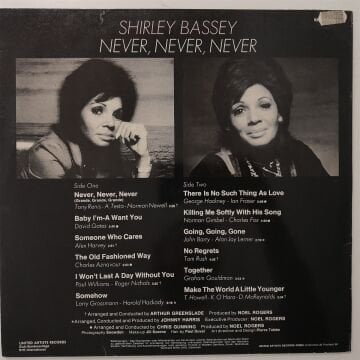 SHIRLEY BASSEY
NEVER, NEVER, NEVER
Side One
Never, Never, Never
(Grande, Grande, Grande)
Tony Renis - A. Testa - Norman Newell
Baby I'm-A Want You
David Gates
Someone Who Cares
Alex Harvey
The Old Fashioned Way
Charles Aznavour
I Won't Last A Day Without You
Paul Williams - Roger Nichols
Somehow
Larry Grossmann - Harold Hackady
Side Two
There Is No Such Thing As Love
George Hackney - Ian Fraser
Killing Me Softly With His Song
Norman Gimbel - Charles Fox
Going, Going, Gone
John Barry - Alan Jay Lerner
No Regrets
Tom Rush
Together
Graham Gouldman
Make The World A Little Younger
T. Howell - K. O'Hara - D. McReynolds
Arranged and Conducted by ARTHUR GREENSLADE Produced by NOEL ROGERS
Arranged, Conducted and Produced by JOHNNY HARRIS Executive Producer NOEL ROGERS
Arranged and Conducted by CHRIS GUNNING Produced by NOEL ROGERS
UNITED ARTISTS RECORDS